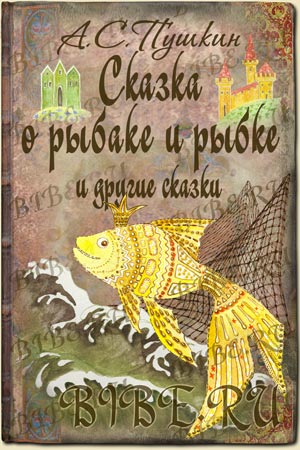 А.С.Пушкин
Сказка
о рыбаке и рыбке
и другие сказки
BIBE RU